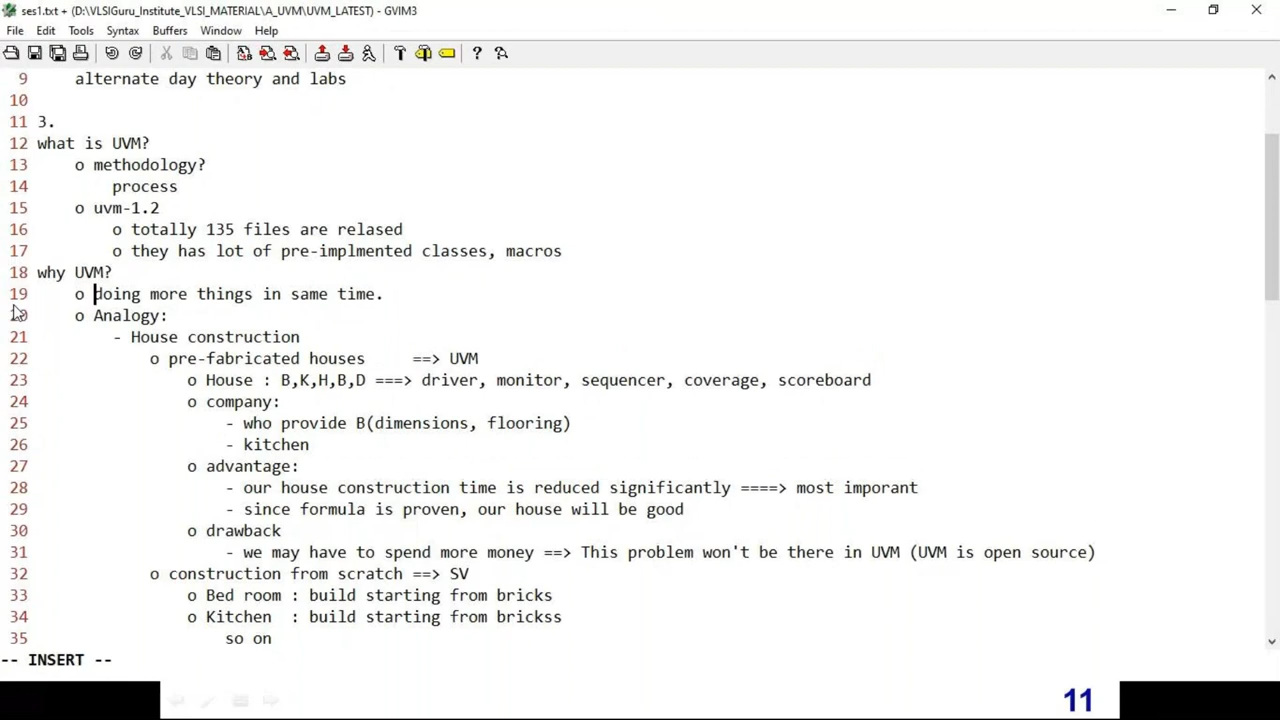 ses1.txt + (D:\VLSIGuru_Institute_VLSI_MATERIAL\A_UVM\UVM_LATEST) - GVIM3
File Edit Tools Syntax Buffers Window Help
9 alternate day theory and labs
10
11 3.
12 what is UVM?
13 o methodology?
14 process
15 o uvm-1.2
16 o totally 135 files are relased
17 o they has lot of pre-implmented classes, macros
18 why UVM?
19 o doing more things in same time.
20 o Analogy:
21 - House construction
22 o pre-fabricated houses ==> UVM
23 o House : B,K,H,B,D ===> driver, monitor, sequencer, coverage, scoreboard
24 o company:
25 - who provide B(dimensions, flooring)
26 - kitchen
27 o advantage:
28 - our house construction time is reduced significantly ====> most imporant
29 - since formula is proven, our house will be good
30 o drawback
31 - we may have to spend more money ==> This problem won't be there in UVM (UVM is open source)
32 o construction from scratch ==> SV
33 o Bed room : build starting from bricks
34 o Kitchen : build starting from brickss
35 so on
-- INSERT --
11